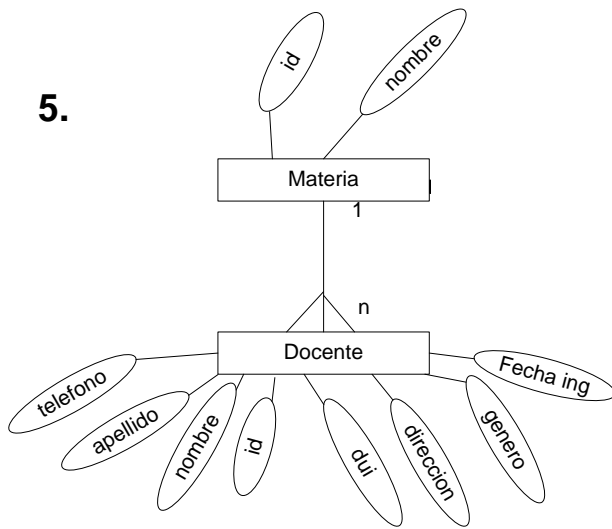 5.
id
nombre
Materia
1
n
Docente
telefono
apellido
nombre
id
dui
direccion
genero
Fecha ing